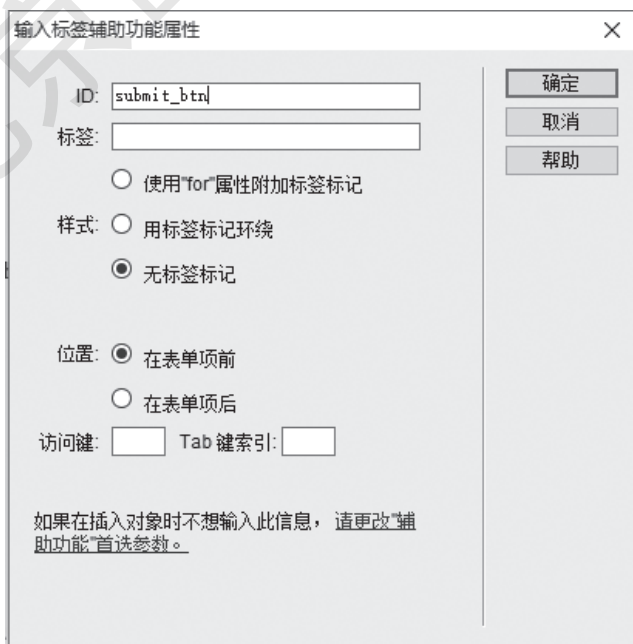 输入标签辅助功能属性
ID: submit_btn
确定
标签:
取消
帮助
使用"for"属性附加标签标记
样式: 用标签标记环绕
无标签标记
位置: 在表单项前
在表单项后
访问键: Tab 键索引:
如果在插入对象时不想输入此信息， 请更改"辅
助功能"首选参数。